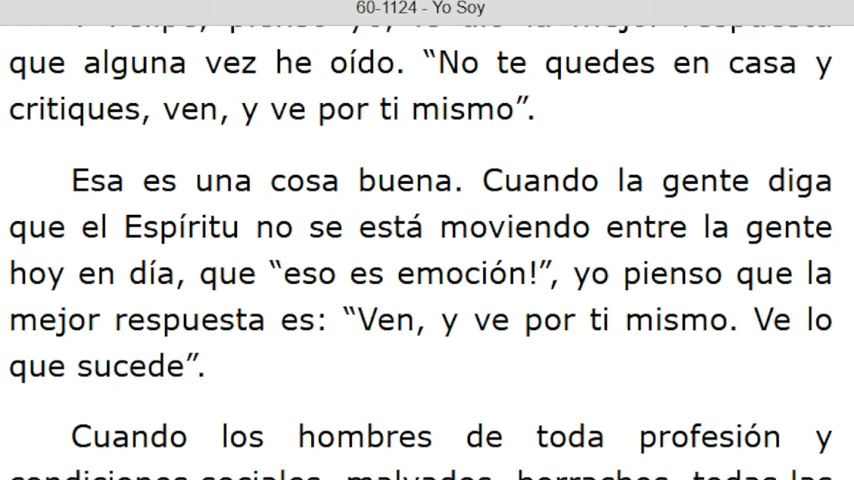 60-1124 - Yo Soy
que alguna vez he oído. “No te quedes en casa y
critiques, ven, y ve por ti mismo”.
Esa es una cosa buena. Cuando la gente diga
que el Espíritu no se está moviendo entre la gente
hoy en día, que “eso es emoción!”, yo pienso que la
mejor respuesta es: “Ven, y ve por ti mismo. Ve lo
que sucede”.
Cuando los hombres de toda profesión y